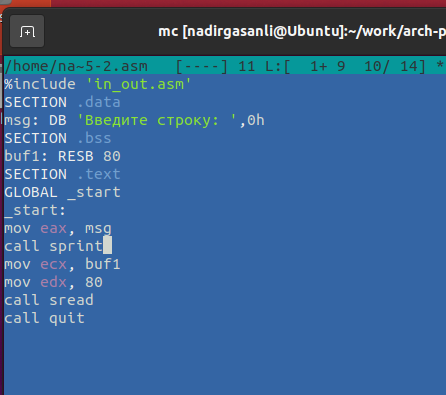 mc [nadirgasanli@Ubuntu]:~/work/arch-p
/home/na~5-2.asm [----] 11 L:[ 1+ 9 10/ 14] *
%include 'in_out.asm'
SECTION .data
msg: DB 'Введите строку: ',0h
SECTION .bss
buf1: RESB 80
SECTION .text
GLOBAL _start
_start:
mov eax, msg
call sprint
mov ecx, buf1
mov edx, 80
call sread
call quit